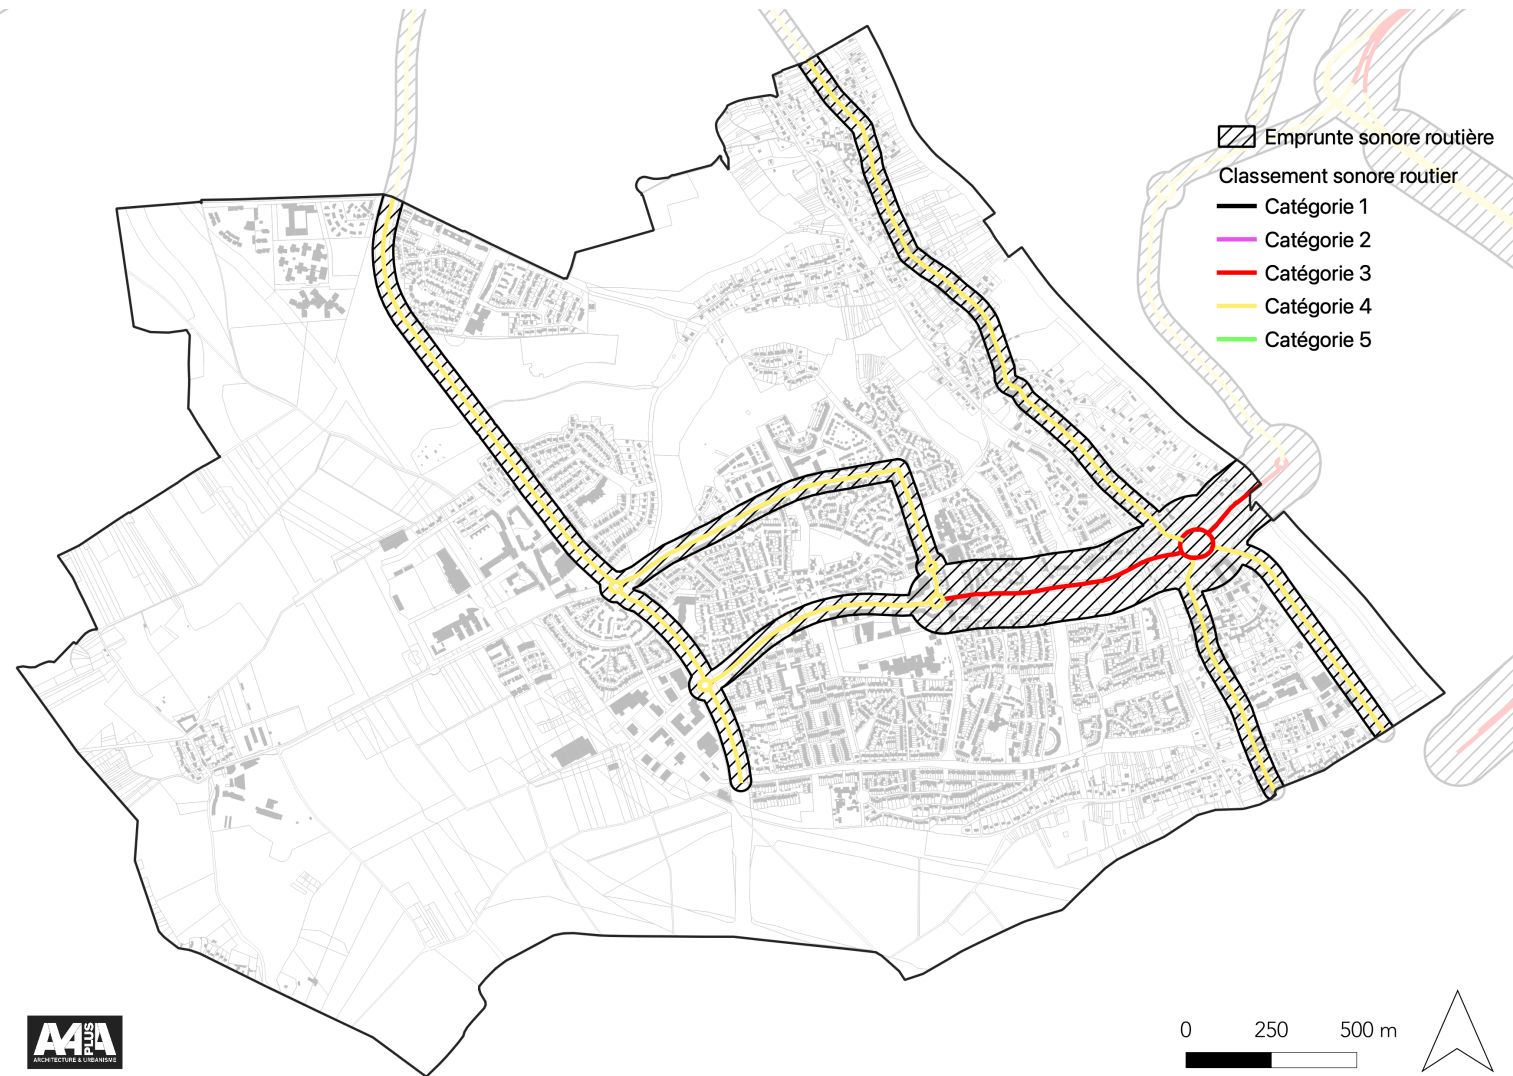 Emprunte sonore routière
Classement sonore routier
Catégorie 1
Catégorie 2
Catégorie 3
Catégorie 4
Catégorie 5
0 250 500 m
A4 PLUS A
ARCHITECTURE & URBANISME